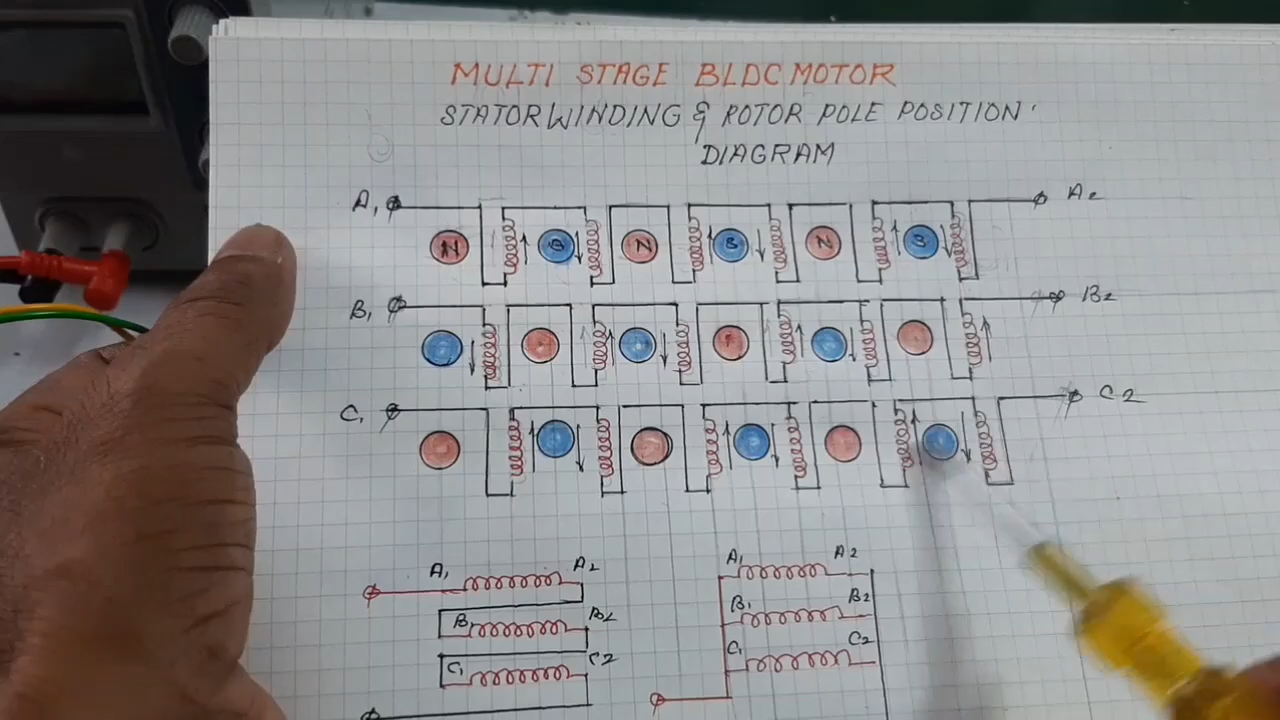 MULTI STAGE BLDC MOTOR
STATOR WINDING & ROTOR POLE POSITION
DIAGRAM
A1 A2
N N N
B1 B2
C1 C2
A1 A2
B1 B2
C1 C2
A1 A2
B1 B2
C1 C2